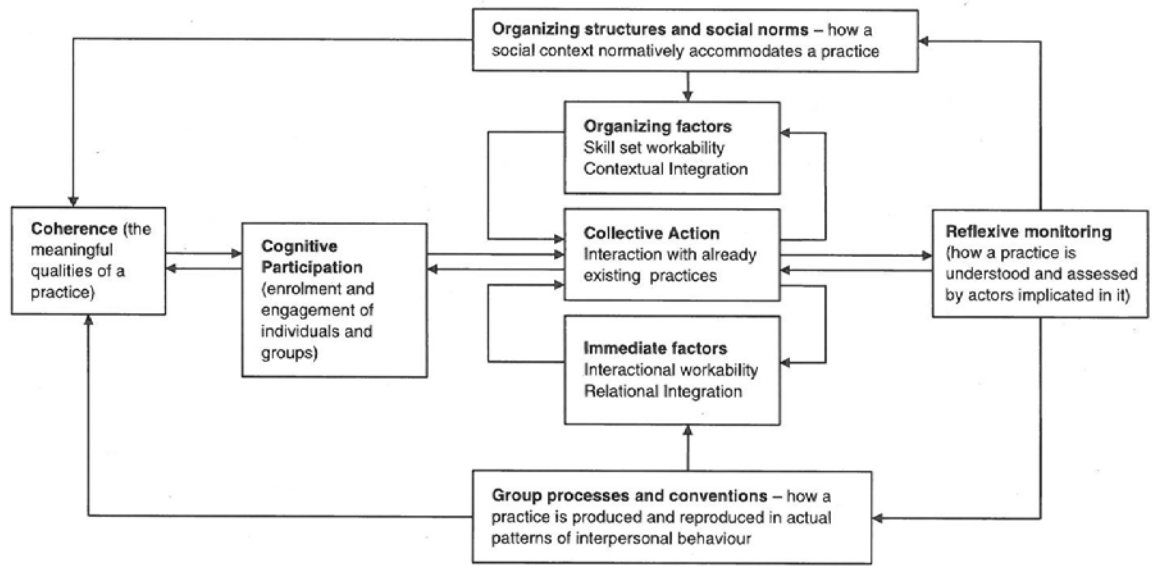 Organizing structures and social norms – how a
social context normatively accommodates a practice
Organizing factors
Skill set workability
Contextual Integration
Coherence (the
meaningful
qualities of a
practice)
Cognitive
Participation
(enrolment and
engagement of
individuals and
groups)
Collective Action
Interaction with already
existing practices
Reflexive monitoring
(how a practice is
understood and assessed
by actors implicated in it)
Immediate factors
Interactional workability
Relational Integration
Group processes and conventions – how a
practice is produced and reproduced in actual
patterns of interpersonal behaviour